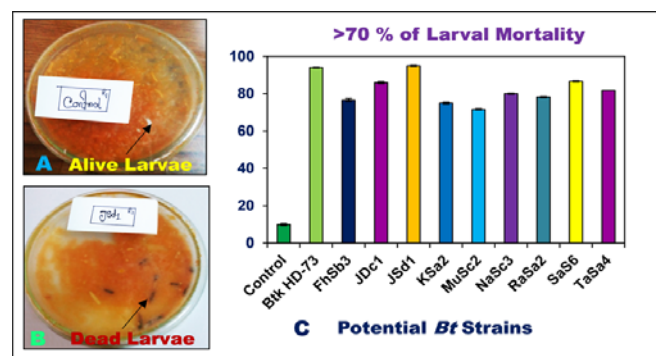 Control
A Alive Larvae
JSd1
B Dead Larvae
>70 % of Larval Mortality
100
80
60
40
20
0
Control
Btk HD-73
FhSb3
JDc1
JSd1
KSa2
MuSc2
NaSc3
RaSa2
SaS6
TaSa4
C Potential Bt Strains